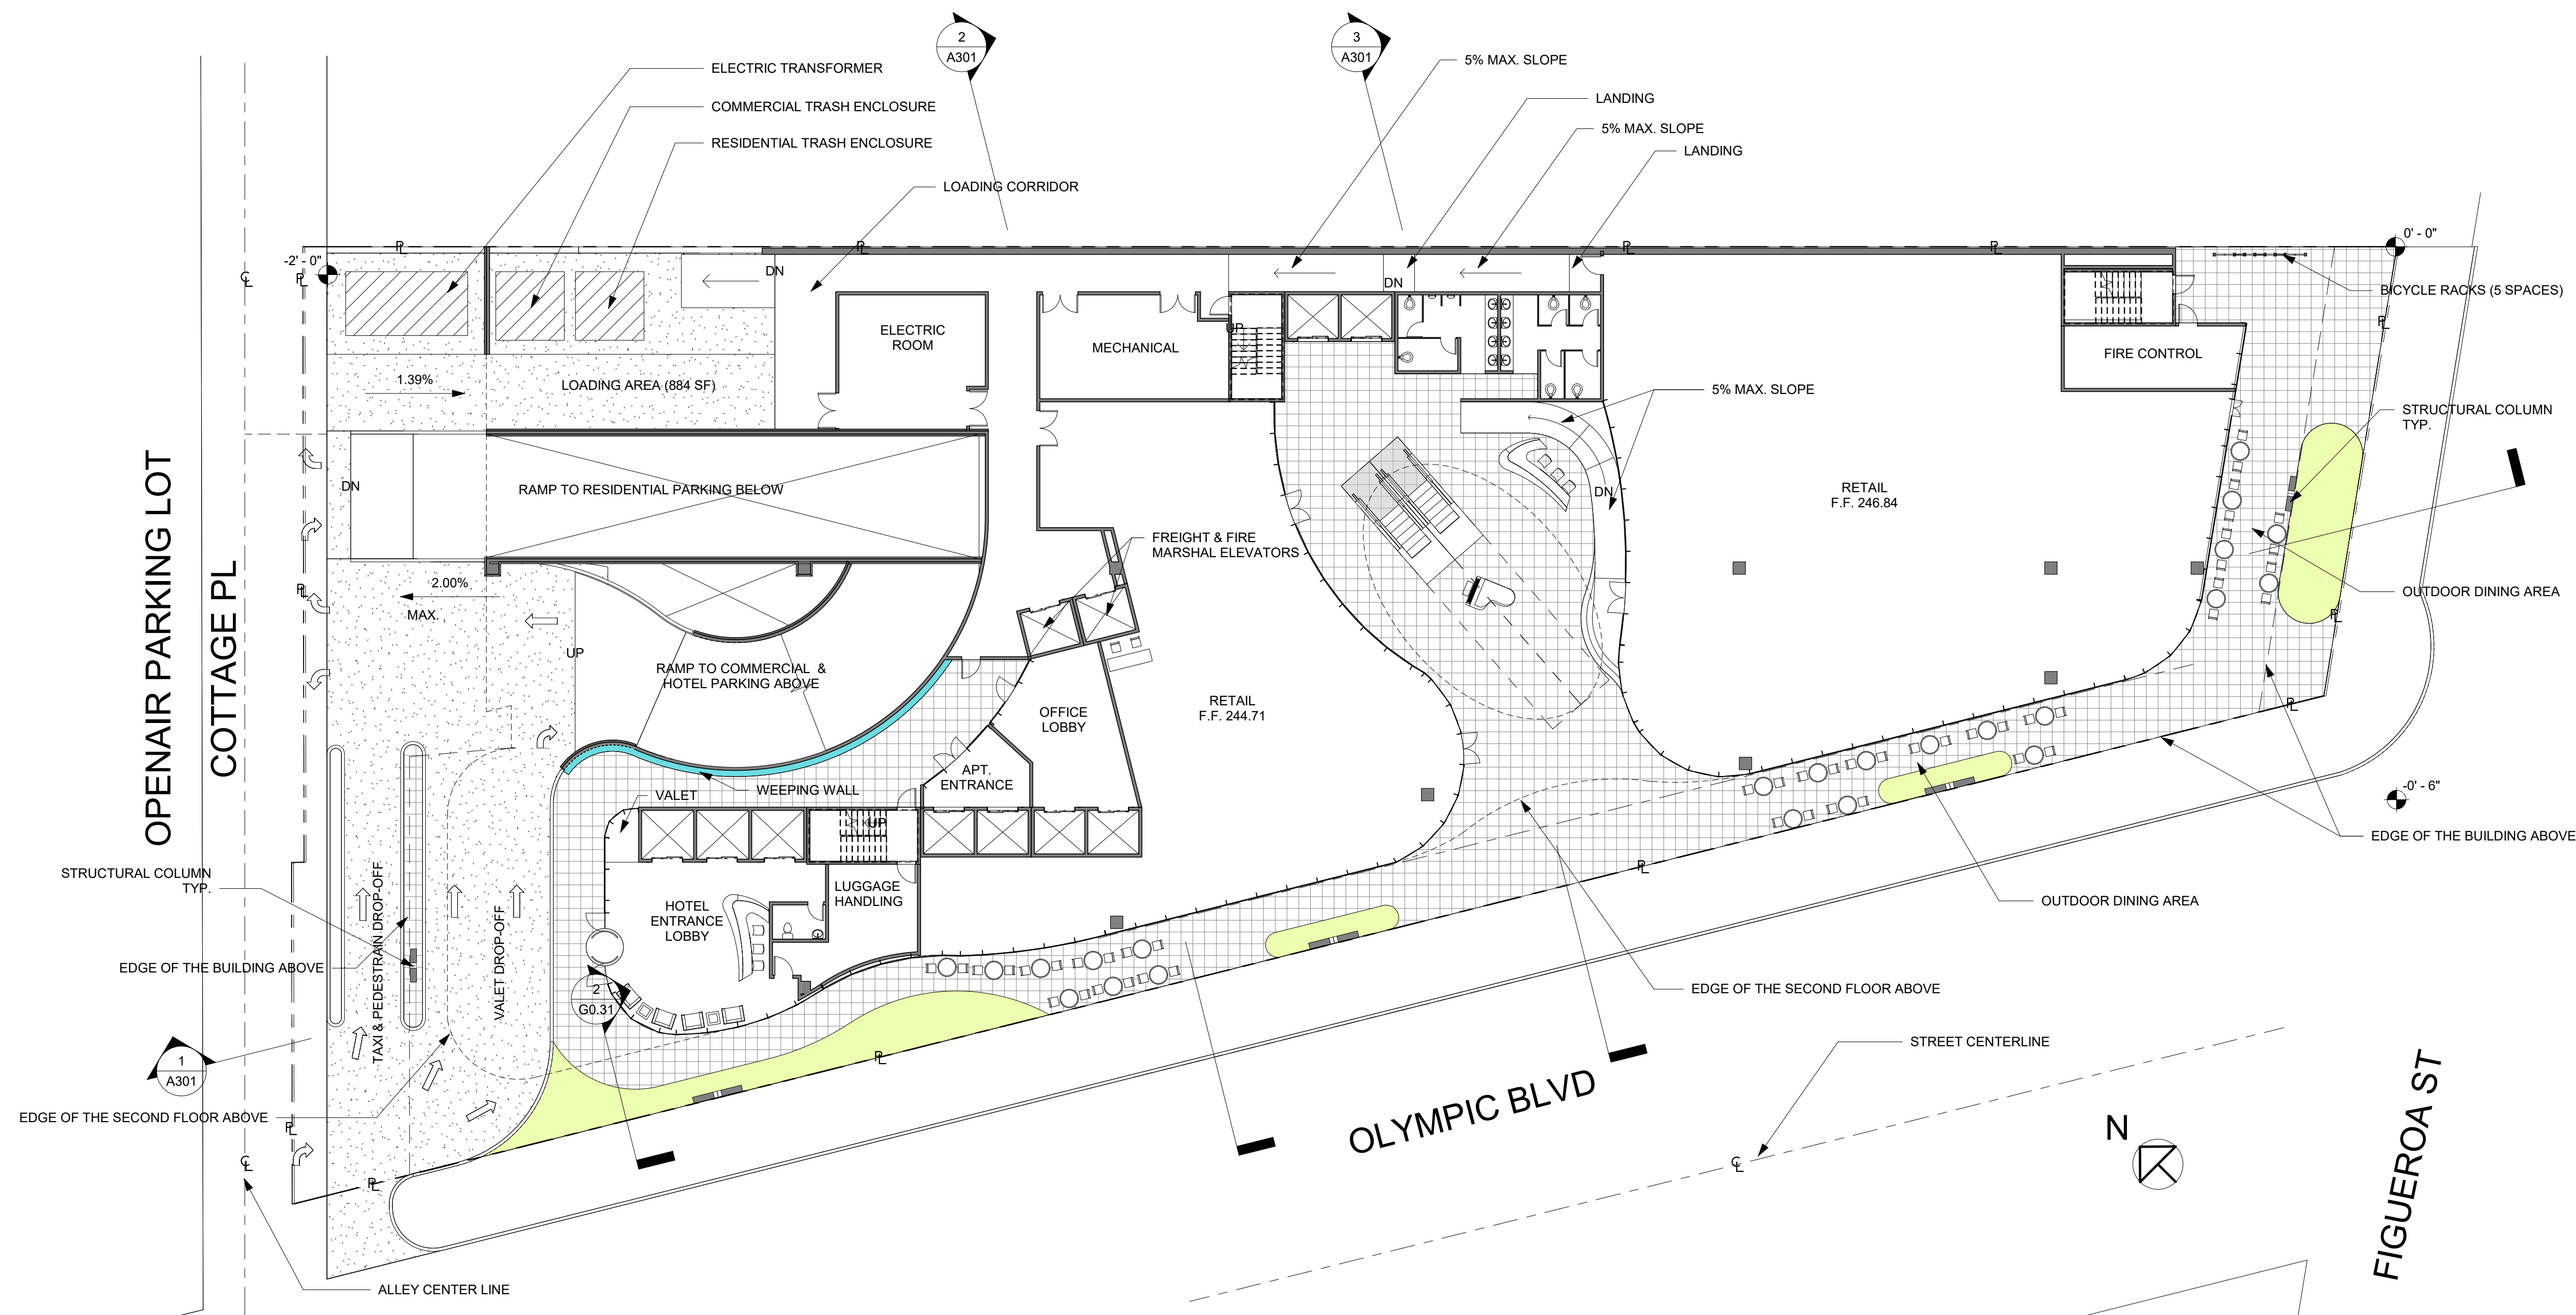 2
A301
3
A301
ELECTRIC TRANSFORMER
COMMERCIAL TRASH ENCLOSURE
RESIDENTIAL TRASH ENCLOSURE
LOADING CORRIDOR
5% MAX. SLOPE
LANDING
5% MAX. SLOPE
LANDING
-2' - 0"
0' - 0"
DN
DN
BICYCLE RACKS (5 SPACES)
ELECTRIC
ROOM
MECHANICAL
UP
FIRE CONTROL
1.39%
LOADING AREA (884 SF)
5% MAX. SLOPE
STRUCTURAL COLUMN
TYP.
DN
RAMP TO RESIDENTIAL PARKING BELOW
RETAIL
F.F. 246.84
DN
FREIGHT & FIRE
MARSHAL ELEVATORS
2.00%
MAX.
OUTDOOR DINING AREA
UP
RAMP TO COMMERCIAL &
HOTEL PARKING ABOVE
OFFICE
LOBBY
RETAIL
F.F. 244.71
APT.
ENTRANCE
WEEPING WALL
VALET
UP
-0' - 6"
EDGE OF THE BUILDING ABOVE
OPENAIR PARKING LOT
COTTAGE PL
STRUCTURAL COLUMN
TYP.
HOTEL
ENTRANCE
LOBBY
LUGGAGE
HANDLING
OUTDOOR DINING AREA
EDGE OF THE BUILDING ABOVE
TAXI & PEDESTRAIN DROP-OFF
VALET DROP-OFF
2
G0.31
EDGE OF THE SECOND FLOOR ABOVE
1
A301
STREET CENTERLINE
EDGE OF THE SECOND FLOOR ABOVE
OLYMPIC BLVD
N
FIGUEROA ST
ALLEY CENTER LINE